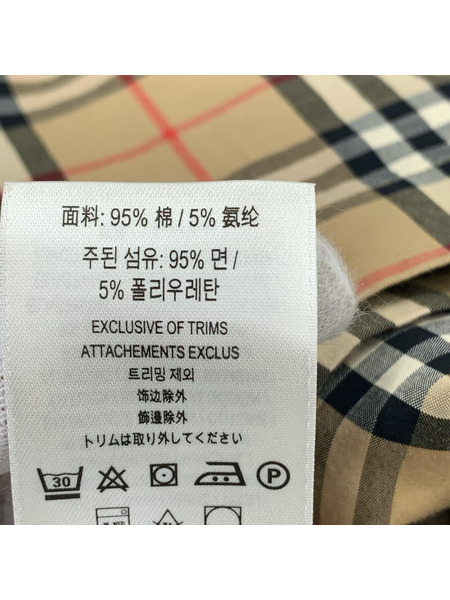 面料: 95% 棉 / 5% 氨纶
주된 섬유: 95% 면 /
5% 폴리우레탄
EXCLUSIVE OF TRIMS
ATTACHEMENTS EXCLUS
트리밍 제외
饰边除外
飾邊除外
トリムは取り外してください
30 P